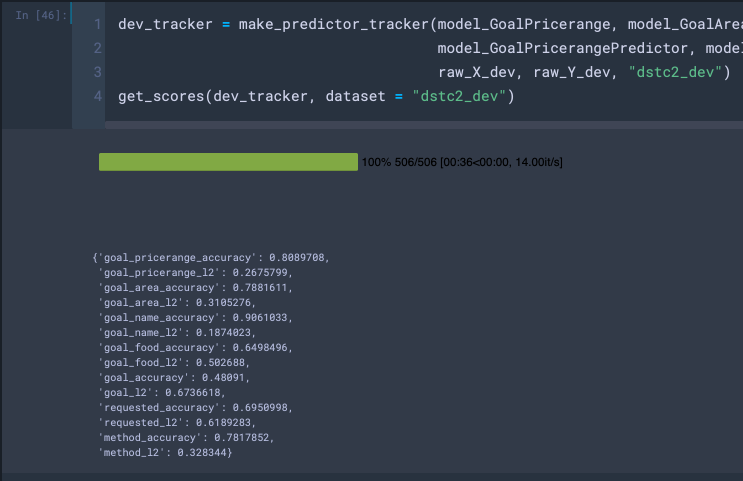 In [46]:
1 dev_tracker = make_predictor_tracker(model_GoalPricerange, model_GoalArea
2 model_GoalPricerangePredictor,
3 raw_X_dev, raw_Y_dev, "dstc2_dev")
4 get_scores(dev_tracker, dataset = "dstc2_dev")
100% 506/506 [00:36<00:00, 14.00it/s]
{'goal_pricerange_accuracy': 0.8089708,
'goal_pricerange_l2': 0.2675799,
'goal_area_accuracy': 0.7881611,
'goal_area_l2': 0.3105276,
'goal_name_accuracy': 0.9061033,
'goal_name_l2': 0.1874023,
'goal_food_accuracy': 0.6498496,
'goal_food_l2': 0.502688,
'goal_accuracy': 0.48091,
'goal_l2': 0.6736618,
'requested_accuracy': 0.6950998,
'requested_l2': 0.6189283,
'method_accuracy': 0.7817852,
'method_l2': 0.328344}